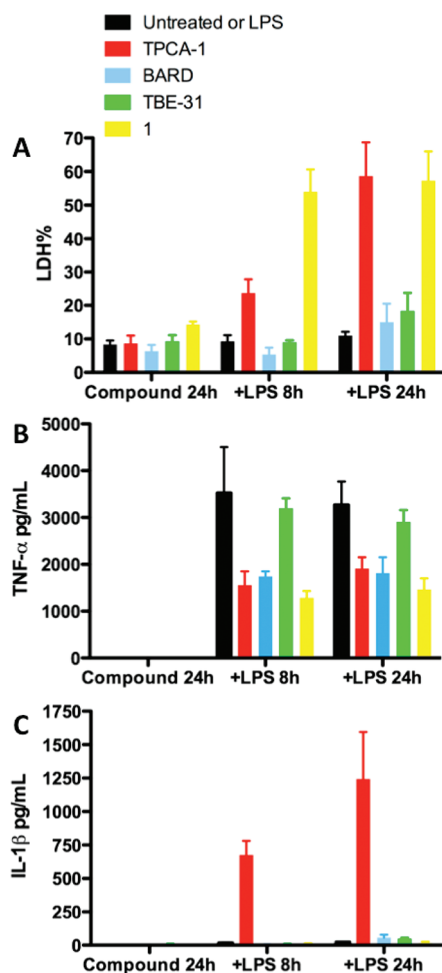 Untreated or LPS
TPCA-1
BARD
TBE-31
1
A
70
60
50
40
30
20
10
0
LDH%
Compound 24h +LPS 8h +LPS 24h
B
5000
4000
3000
2000
1000
0
TNF-α pg/mL
Compound 24h +LPS 8h +LPS 24h
C
1750
1500
1250
1000
750
500
250
0
IL-1β pg/mL
Compound 24h +LPS 8h +LPS 24h